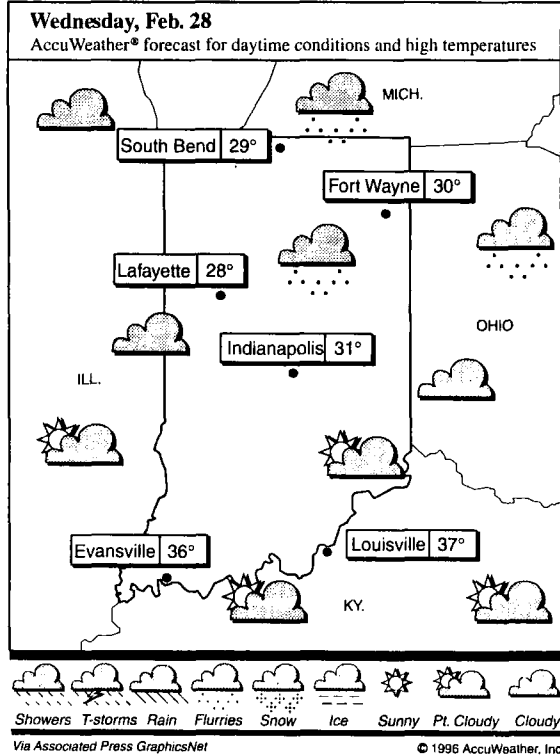 Wednesday, Feb. 28
AccuWeather® forecast for daytime conditions and high temperatures
MICH.
South Bend 29°
Fort Wayne 30°
Lafayette 28°
OHIO
Indianapolis 31°
ILL.
Evansville 36°
Louisville 37°
KY.
Showers T-storms Rain Flurries Snow Ice Sunny Pt. Cloudy Cloudy
Via Associated Press GraphicsNet
© 1996 AccuWeather, Inc